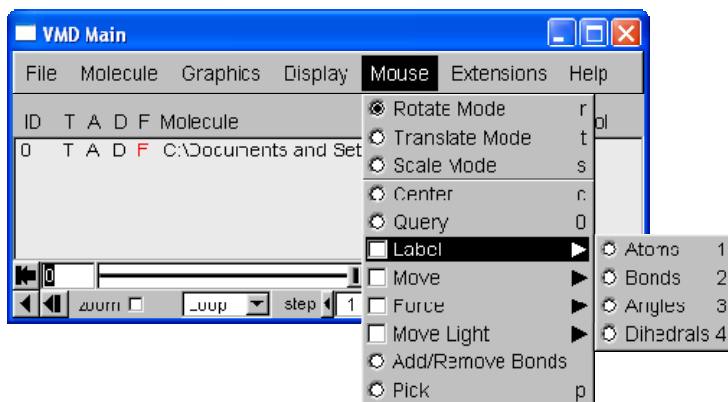 VMD Main
File Molecule Graphics Display Mouse Extensions Help
ID T A D F Molecule ol
0 T A D F C:\Documents and Set
Rotate Mode r
Translate Mode t
Scale Mode s
Center c
Query 0
Label
Atoms 1
Bonds 2
Angles 3
Dihedrals 4
Move
Force
Move Light
Add/Remove Bonds
Pick p
0
zoom Loop step 1